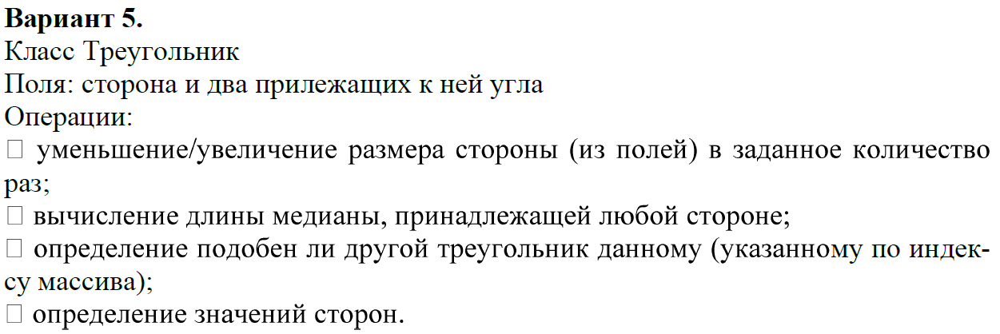 Вариант 5.
Класс Треугольник
Поля: сторона и два прилежащих к ней угла
Операции:
□ уменьшение/увеличение размера стороны (из полей) в заданное количество
раз;
□ вычисление длины медианы, принадлежащей любой стороне;
□ определение подобен ли другой треугольник данному (указанному по индек-
су массива);
□ определение значений сторон.